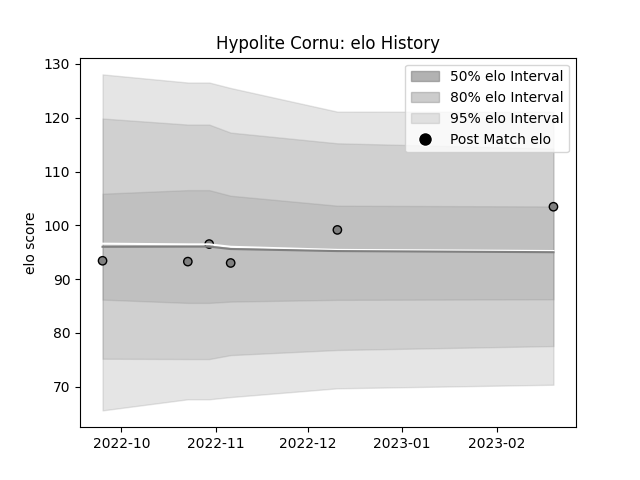 Hypolite Cornu: elo History
130
120
110
100
90
80
70
elo score
50% elo Interval
80% elo Interval
95% elo Interval
Post Match elo
2022-10
2022-11
2022-12
2023-01
2023-02